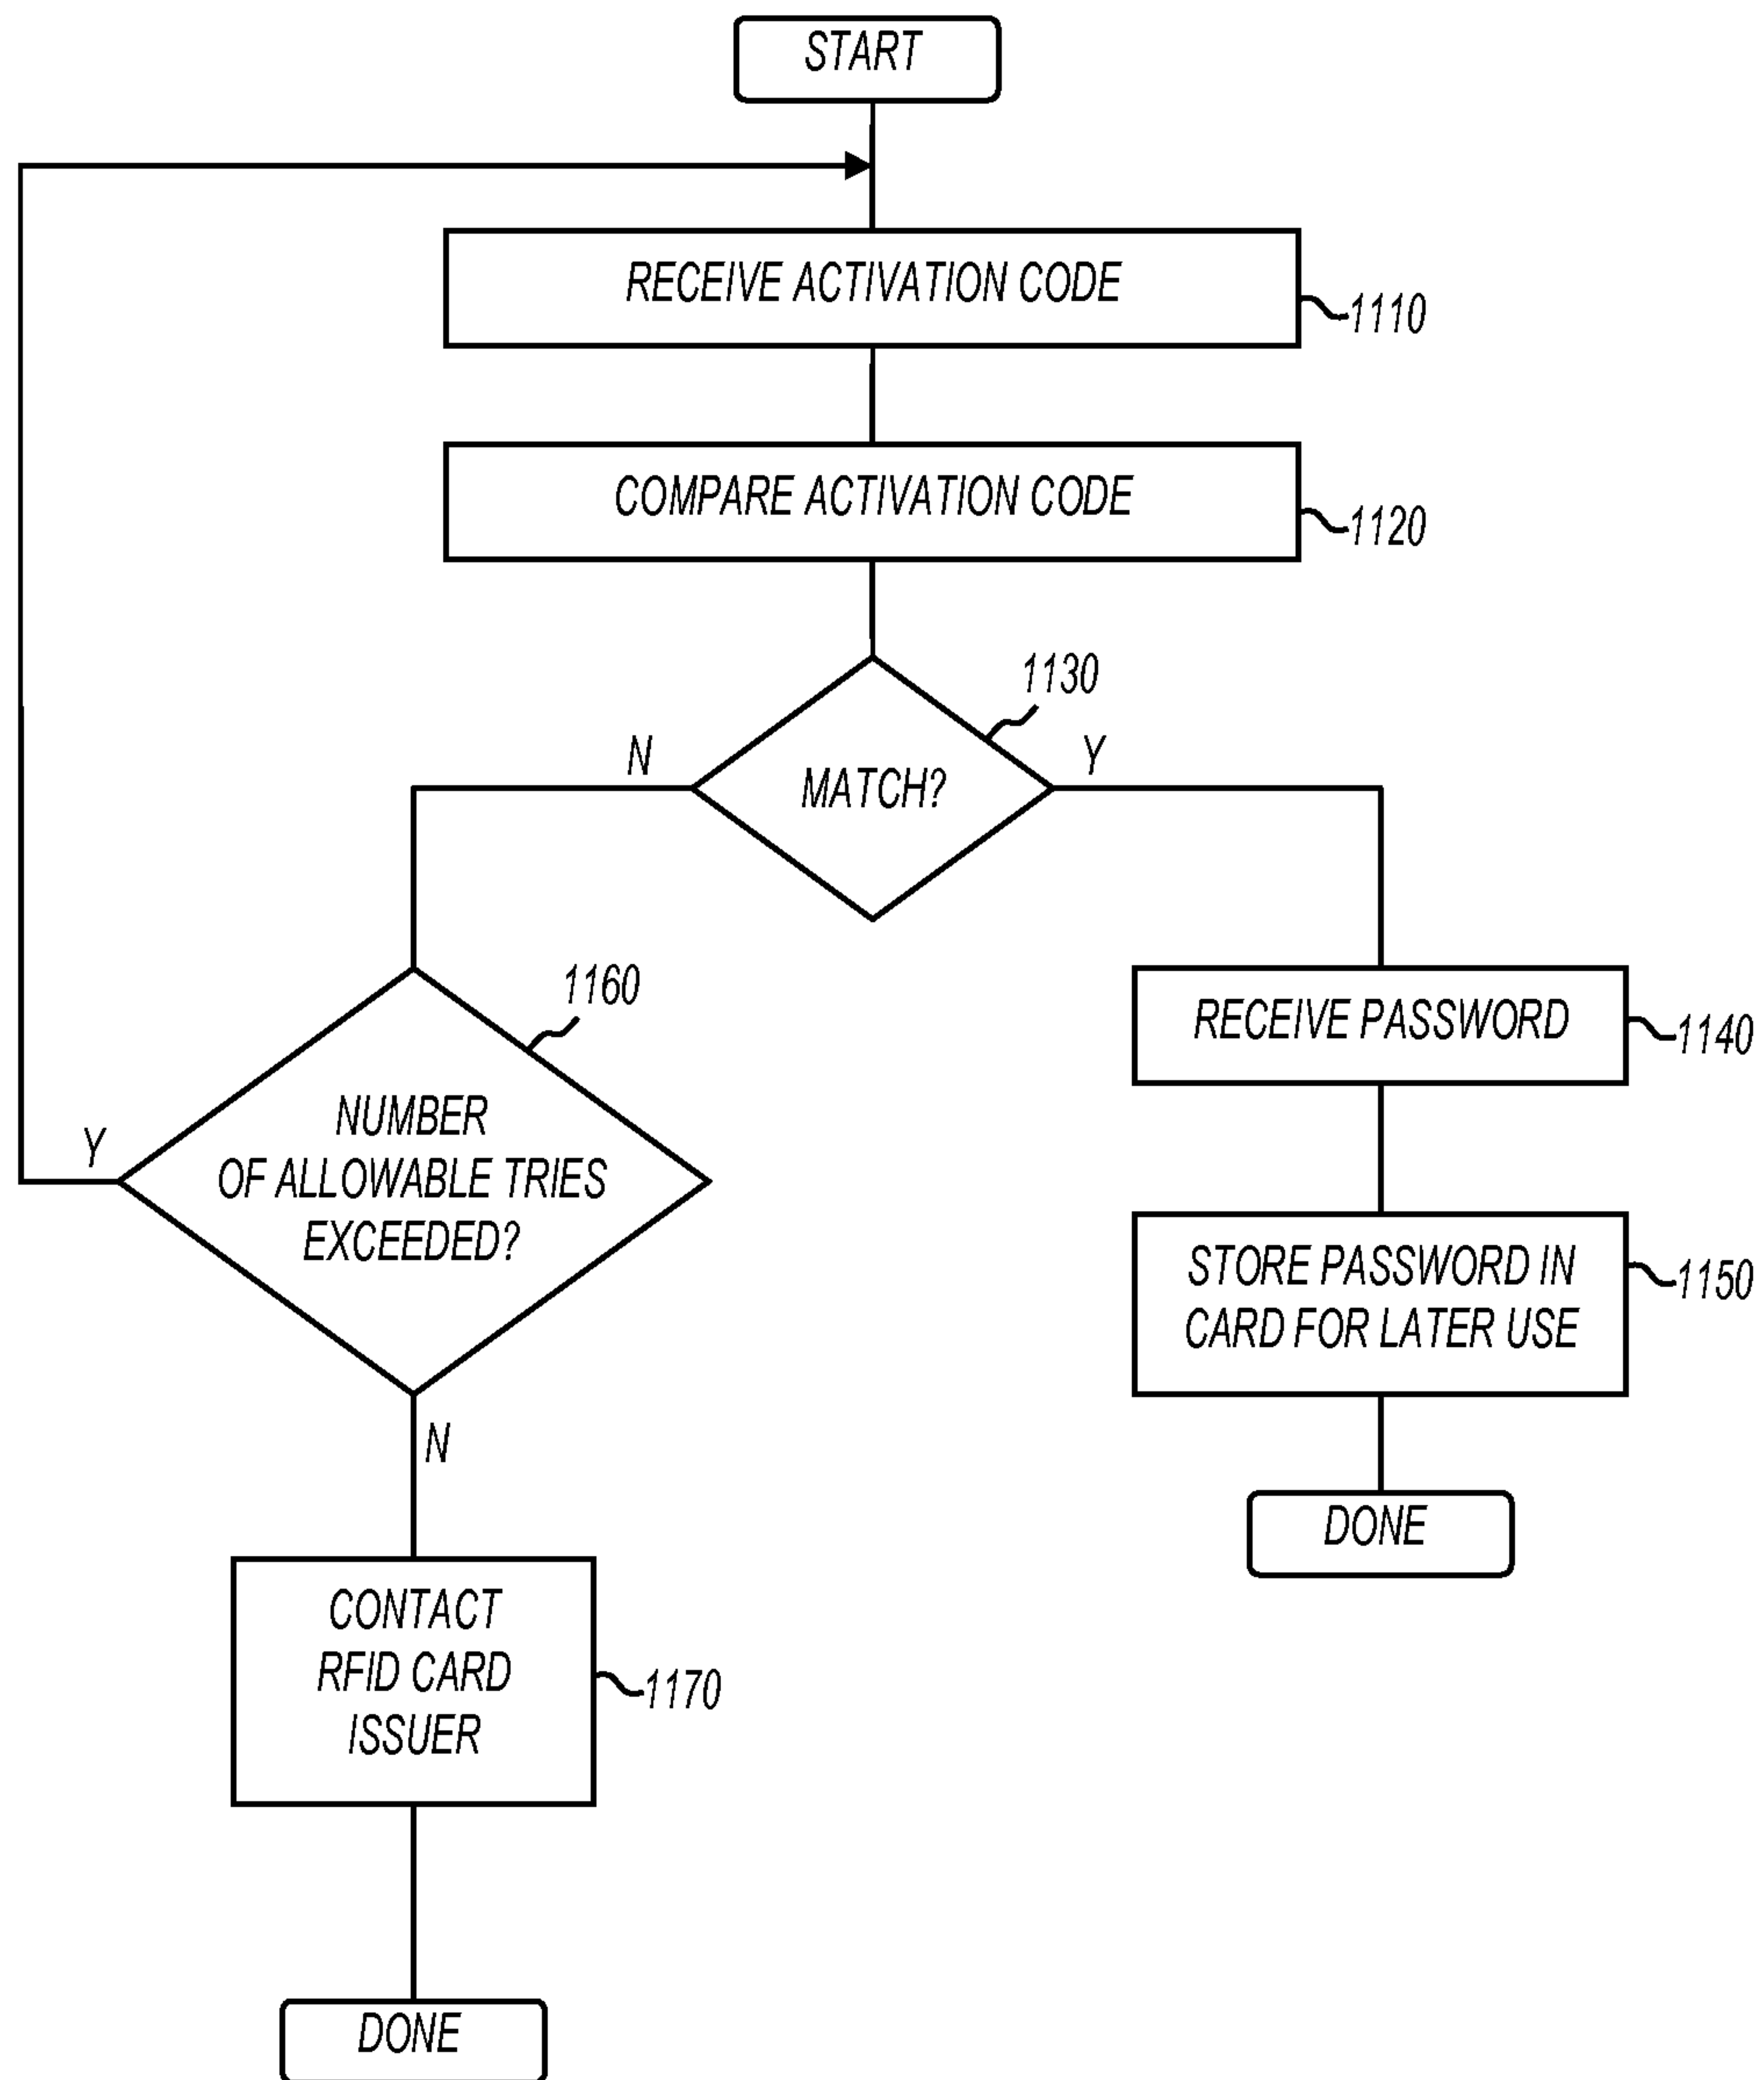 START
RECEIVE ACTIVATION CODE
1110
COMPARE ACTIVATION CODE
1120
1130
N
MATCH?
Y
1160
RECEIVE PASSWORD
1140
Y
NUMBER
OF ALLOWABLE TRIES
EXCEEDED?
STORE PASSWORD IN
CARD FOR LATER USE
1150
N
DONE
CONTACT
RFID CARD
ISSUER
1170
DONE